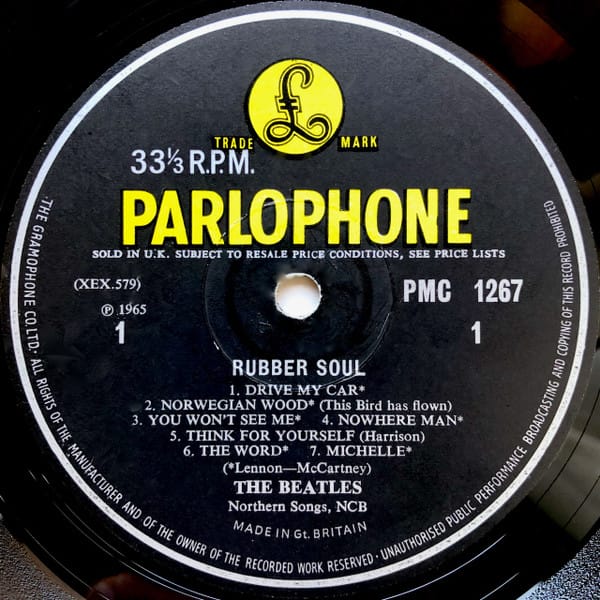 £
TRADE MARK
33⅓ R.P.M.
PARLOPHONE
SOLD IN U.K. SUBJECT TO RESALE PRICE CONDITIONS, SEE PRICE LISTS
(XEX.579)
PMC 1267
℗ 1965
1
1
RUBBER SOUL
1. DRIVE MY CAR*
2. NORWEGIAN WOOD* (This Bird has flown)
3. YOU WON'T SEE ME* 4. NOWHERE MAN*
5. THINK FOR YOURSELF (Harrison)
6. THE WORD* 7. MICHELLE*
(*Lennon—McCartney)
THE BEATLES
Northern Songs, NCB
MADE IN Gt. BRITAIN
THE GRAMOPHONE CO. LTD. ALL RIGHTS OF THE MANUFACTURER AND OF THE OWNER OF THE RECORDED WORK RESERVED · UNAUTHORISED PUBLIC PERFORMANCE BROADCASTING AND COPYING OF THIS RECORD PROHIBITED